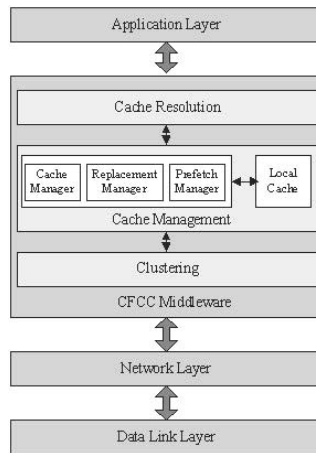 Application Layer
Cache Resolution
Cache
Manager
Replacement
Manager
Prefetch
Manager
Local
Cache
Cache Management
Clustering
CFCC Middleware
Network Layer
Data Link Layer